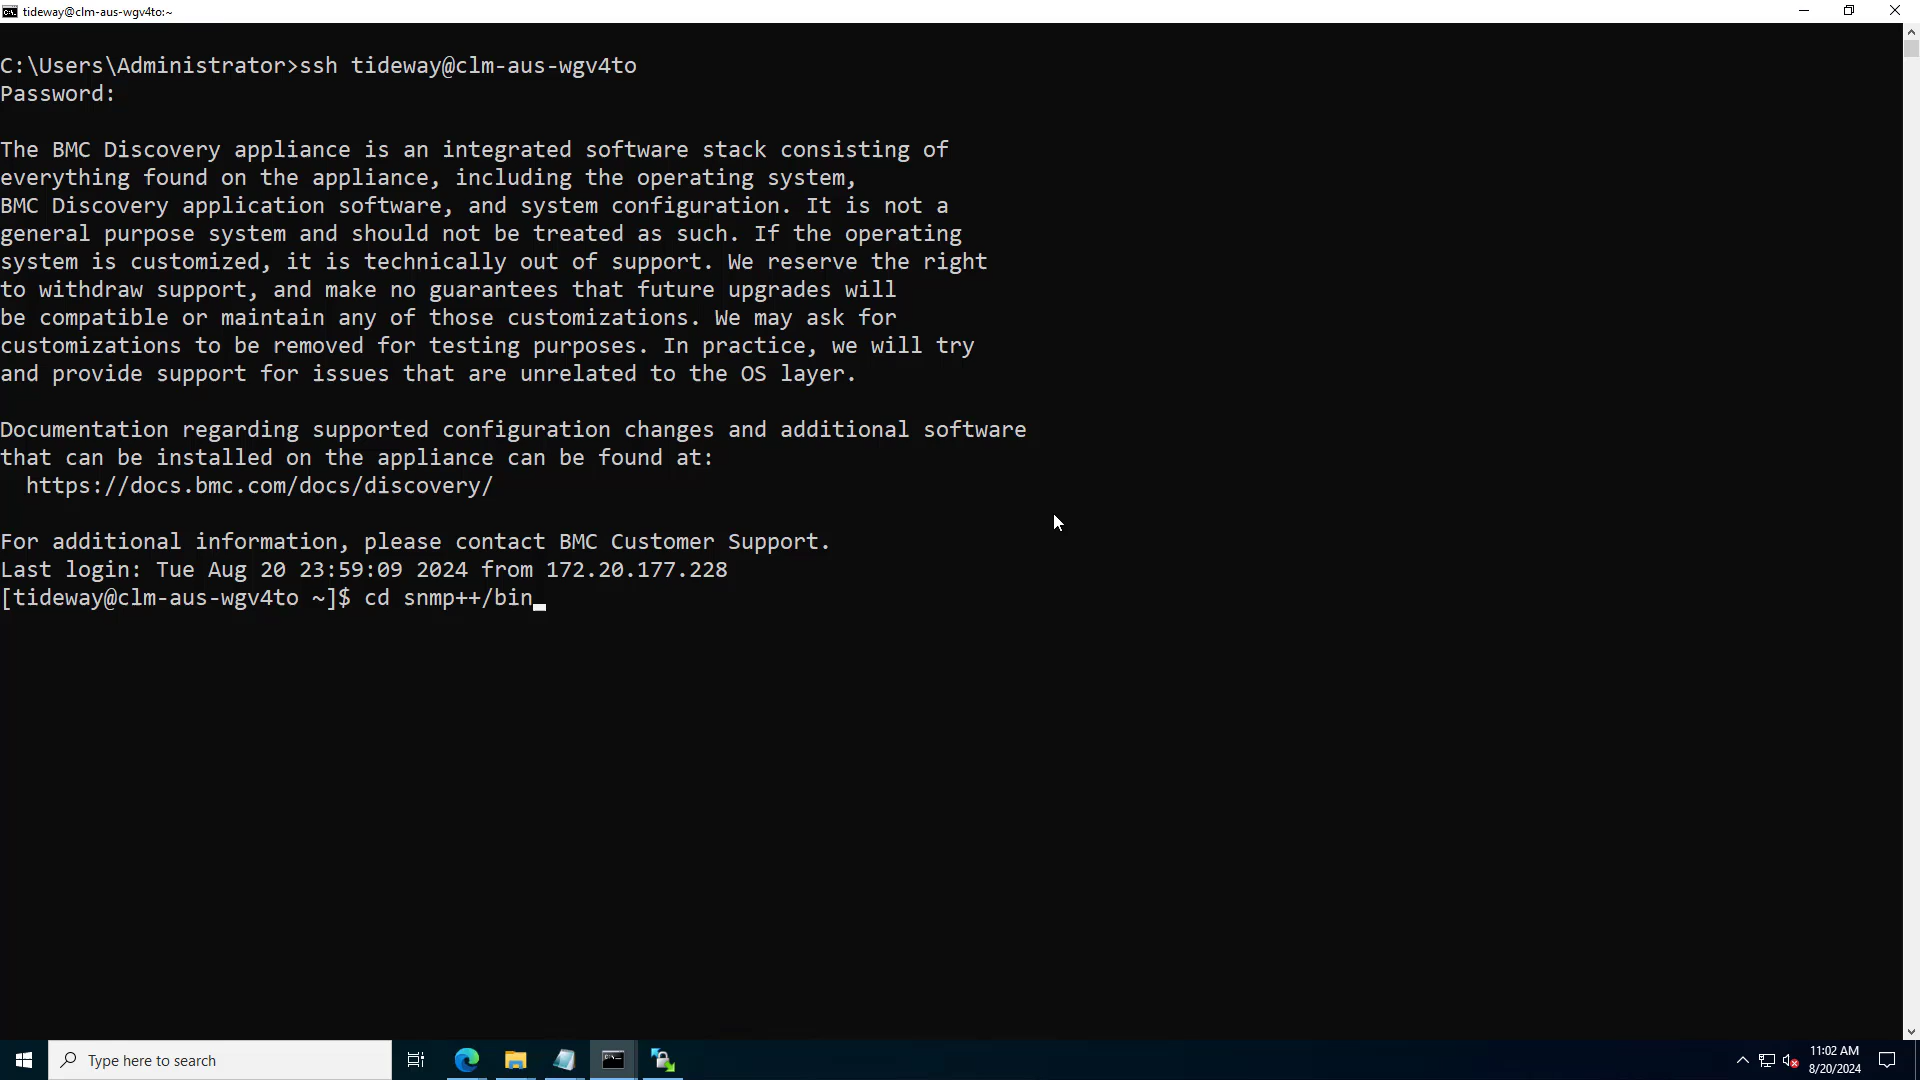 tideway@clm-aus-wgv4to:~
C:\Users\Administrator>ssh tideway@clm-aus-wgv4to
Password:
The BMC Discovery appliance is an integrated software stack consisting of
everything found on the appliance, including the operating system,
BMC Discovery application software, and system configuration. It is not a
general purpose system and should not be treated as such. If the operating
system is customized, it is technically out of support. We reserve the right
to withdraw support, and make no guarantees that future upgrades will
be compatible or maintain any of those customizations. We may ask for
customizations to be removed for testing purposes. In practice, we will try
and provide support for issues that are unrelated to the OS layer.
Documentation regarding supported configuration changes and additional software
that can be installed on the appliance can be found at:
https://docs.bmc.com/docs/discovery/
For additional information, please contact BMC Customer Support.
Last login: Tue Aug 20 23:59:09 2024 from 172.20.177.228
[tideway@clm-aus-wgv4to ~]$ cd snmp++/bin
Type here to search
11:02 AM
8/20/2024